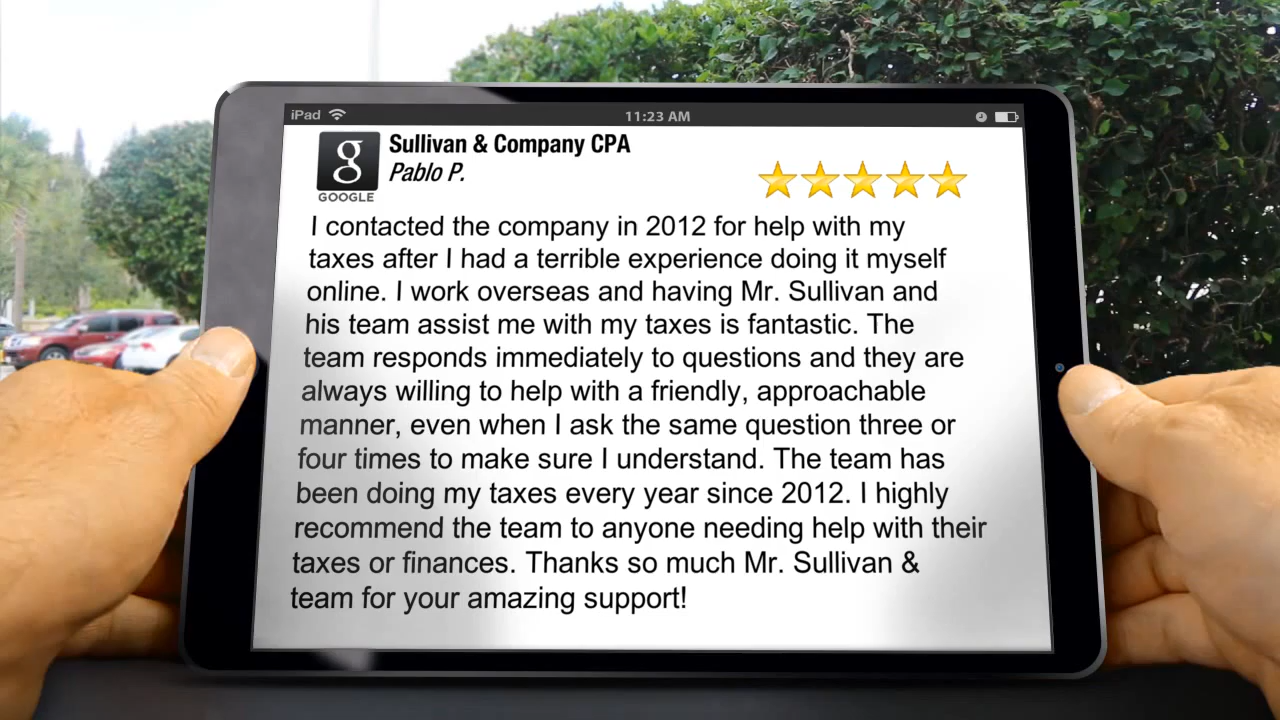 iPad 11:23 AM
Sullivan & Company CPA
Pablo P.
g
GOOGLE
I contacted the company in 2012 for help with my
taxes after I had a terrible experience doing it myself
online. I work overseas and having Mr. Sullivan and
his team assist me with my taxes is fantastic. The
team responds immediately to questions and they are
always willing to help with a friendly, approachable
manner, even when I ask the same question three or
four times to make sure I understand. The team has
been doing my taxes every year since 2012. I highly
recommend the team to anyone needing help with their
taxes or finances. Thanks so much Mr. Sullivan &
team for your amazing support!